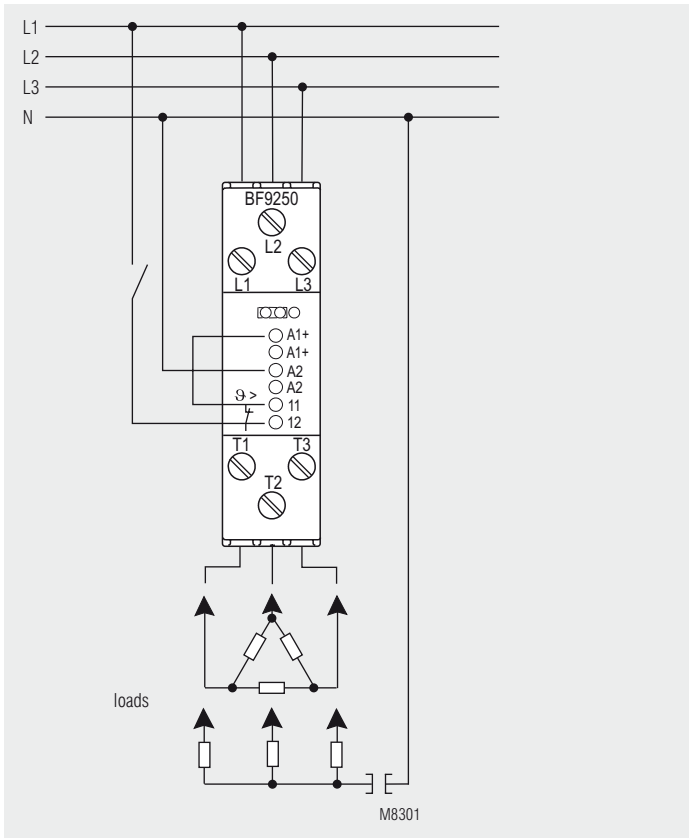 L1
L2
L3
N
BF9250
L2
L1 L3
A1+
A1+
A2
A2
ϑ > 11
12
T1 T3
T2
loads
M8301